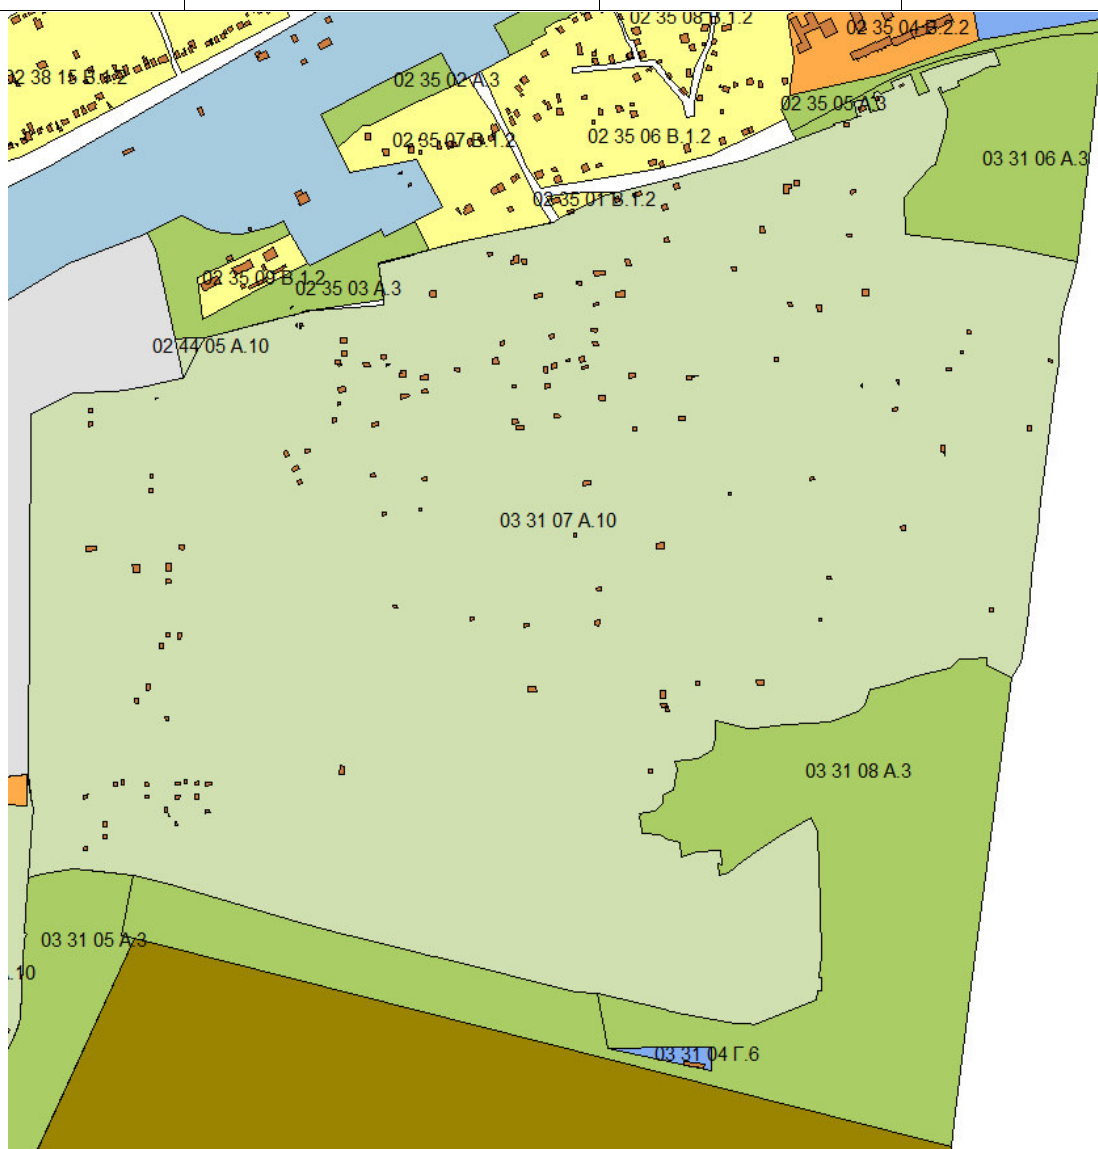 02 35 08 В.1.2
02 35 04 В.2.2
02 38 15 Б.1.2
02 35 02 А.3
02 35 05 А.3
02 35 07 В.1.2
02 35 06 В.1.2
03 31 06 А.3
02 35 01 В.1.2
02 35 09 В.1.2
02 35 03 А.3
02 44 05 А.10
03 31 07 А.10
03 31 08 А.3
03 31 05 А.3
.10
03 31 04 Г.6